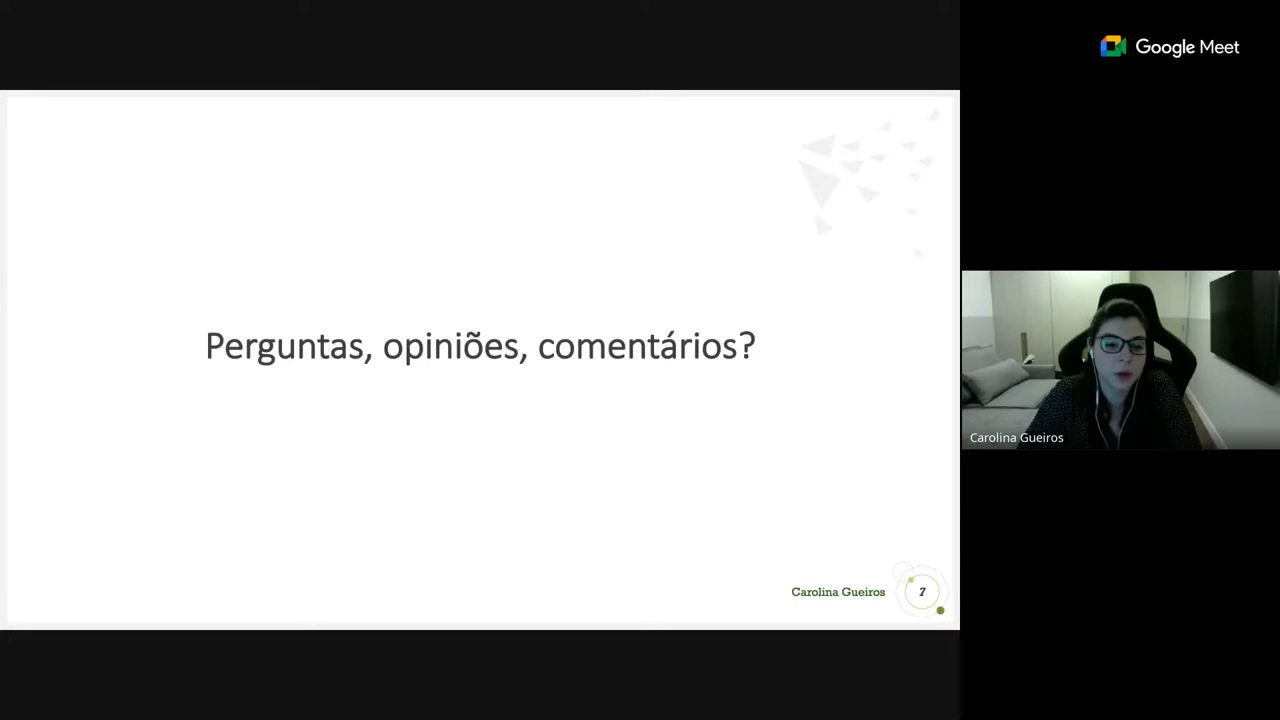 Google Meet
Perguntas, opiniões, comentários?
Carolina Gueiros
Carolina Gueiros
7